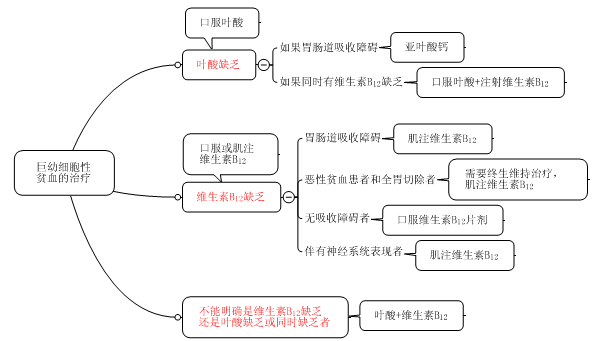 巨幼细胞性
贫血的治疗
口服叶酸
叶酸缺乏
如果胃肠道吸收障碍
亚叶酸钙
如果同时有维生素B12缺乏
口服叶酸+注射维生素B12
口服或肌注
维生素B12
维生素B12缺乏
胃肠道吸收障碍
肌注维生素B12
恶性贫血患者和全胃切除者
需要终生维持治疗,
肌注维生素B12
无吸收障碍者
口服维生素B12片剂
伴有神经系统表现者
肌注维生素B12
不能明确是维生素B12缺乏
还是叶酸缺乏或同时缺乏者
叶酸+维生素B12